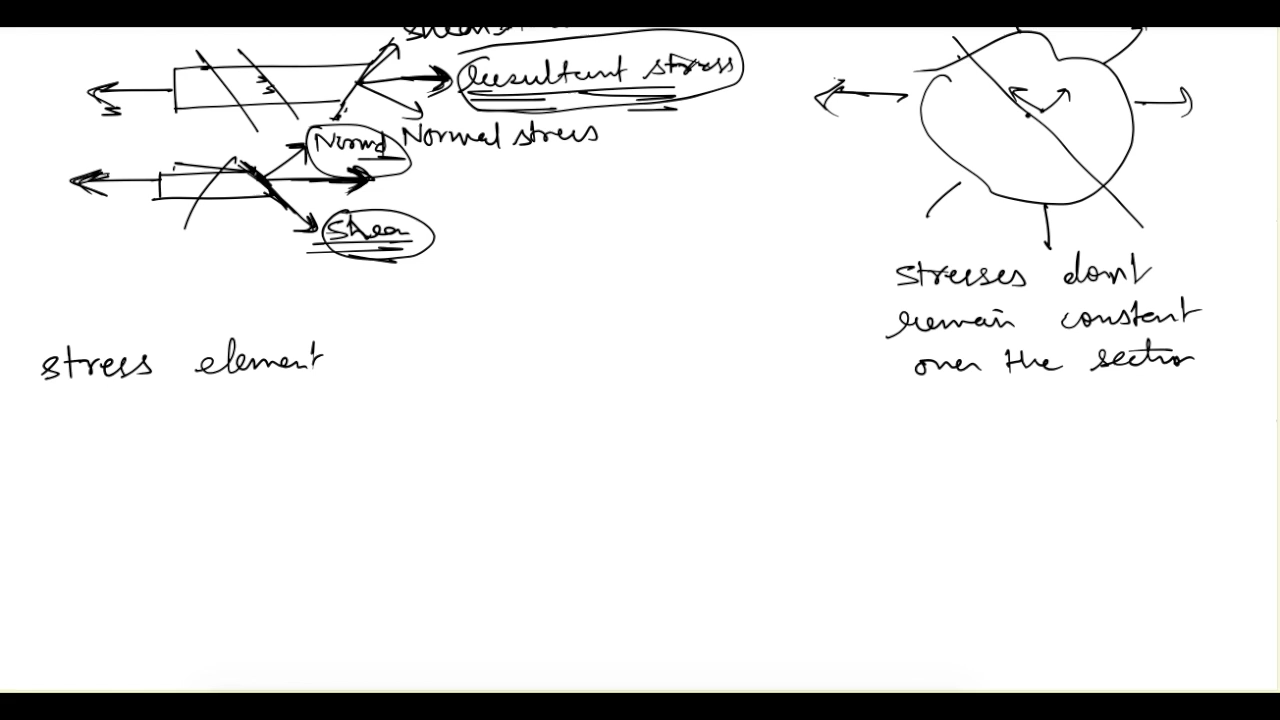 Resultant stress
Normal stress
Normal
Shear
stresses don't
remain constant
over the section
stress element